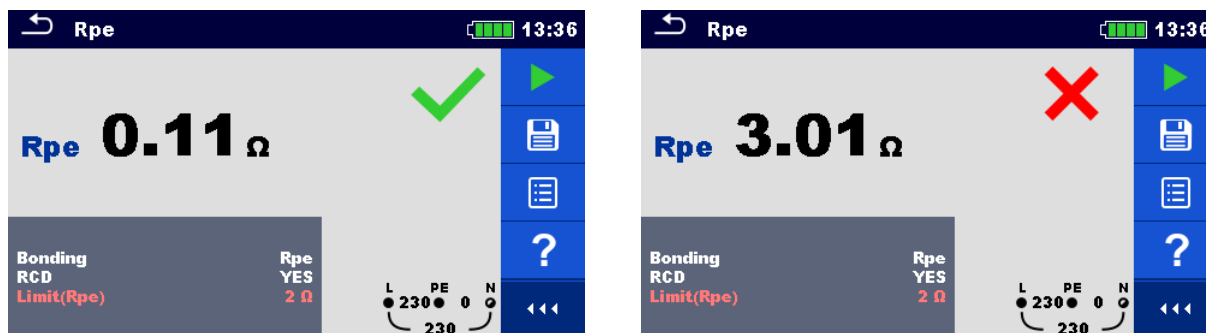 Rpe 13:36
Rpe 0.11 Ω
Bonding Rpe
RCD YES
Limit(Rpe) 2 Ω
L PE N
230 0
230
?
Rpe 13:36
Rpe 3.01 Ω
Bonding Rpe
RCD YES
Limit(Rpe) 2 Ω
L PE N
230 0
230
?